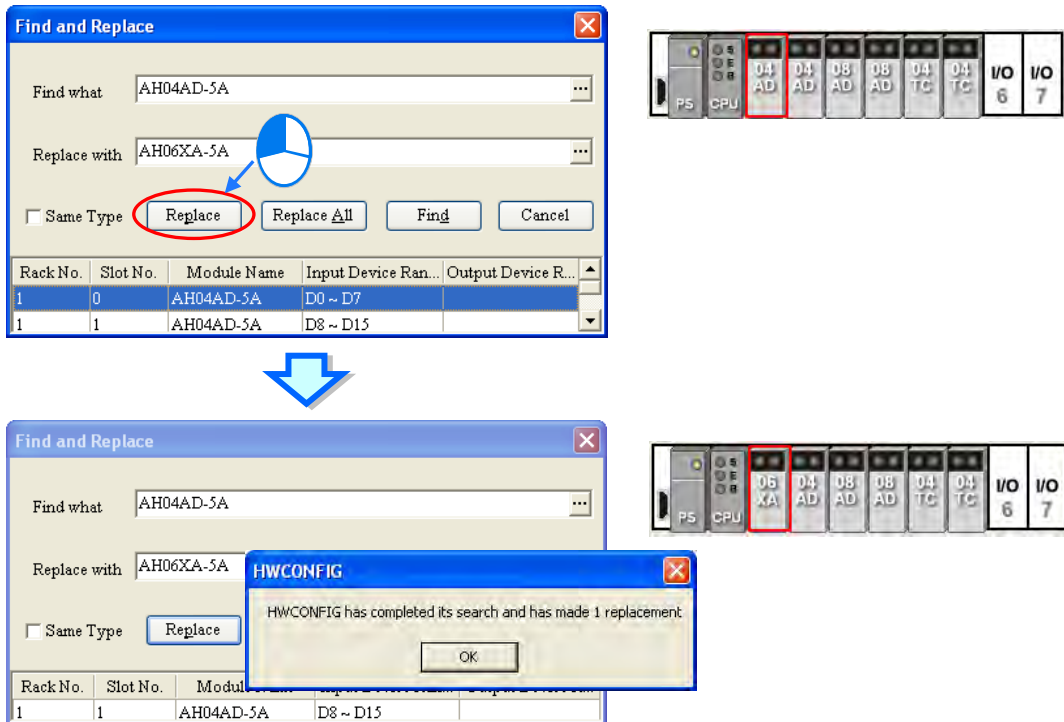 Find and Replace
Find what AH04AD-5A ...
Replace with AH06XA-5A ...
Same Type Replace Replace All Find Cancel
Rack No. Slot No. Module Name Input Device Ran... Output Device R...
1 0 AH04AD-5A D0 ~ D7
1 1 AH04AD-5A D8 ~ D15
PS CPU S E B 04 AD 04 AD 08 AD 08 AD 04 TC 04 TC I/O 6 I/O 7
Find and Replace
Find what AH04AD-5A ...
Replace with AH06XA-5A
Same Type Replace
HWCONFIG
HWCONFIG has completed its search and has made 1 replacement
OK
Rack No. Slot No.
1 1 AH04AD-5A D8 ~ D15
PS CPU S E B 06 XA 04 AD 08 AD 08 AD 04 TC 04 TC I/O 6 I/O 7